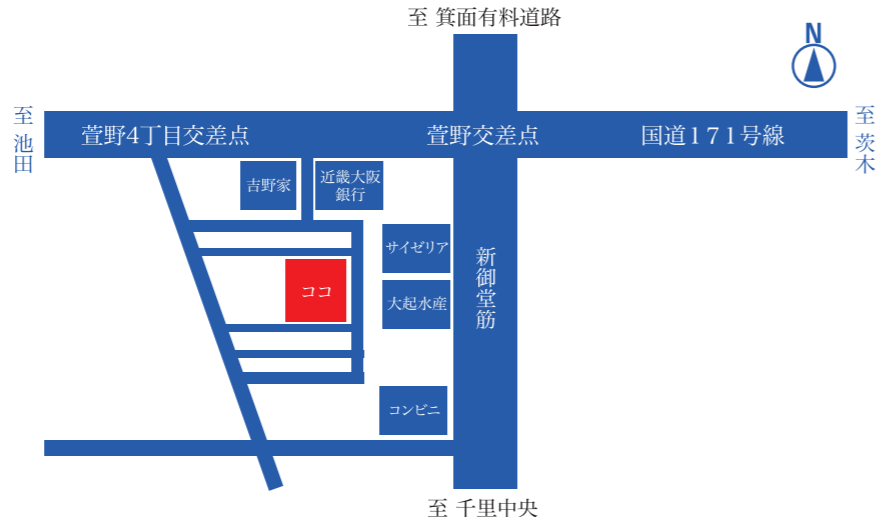 至 箕面有料道路
N
至 池田
萱野4丁目交差点
萱野交差点
国道171号線
至 茨木
吉野家
近畿大阪
銀行
サイゼリア
新御堂筋
ココ
大起水産
コンビニ
至 千里中央